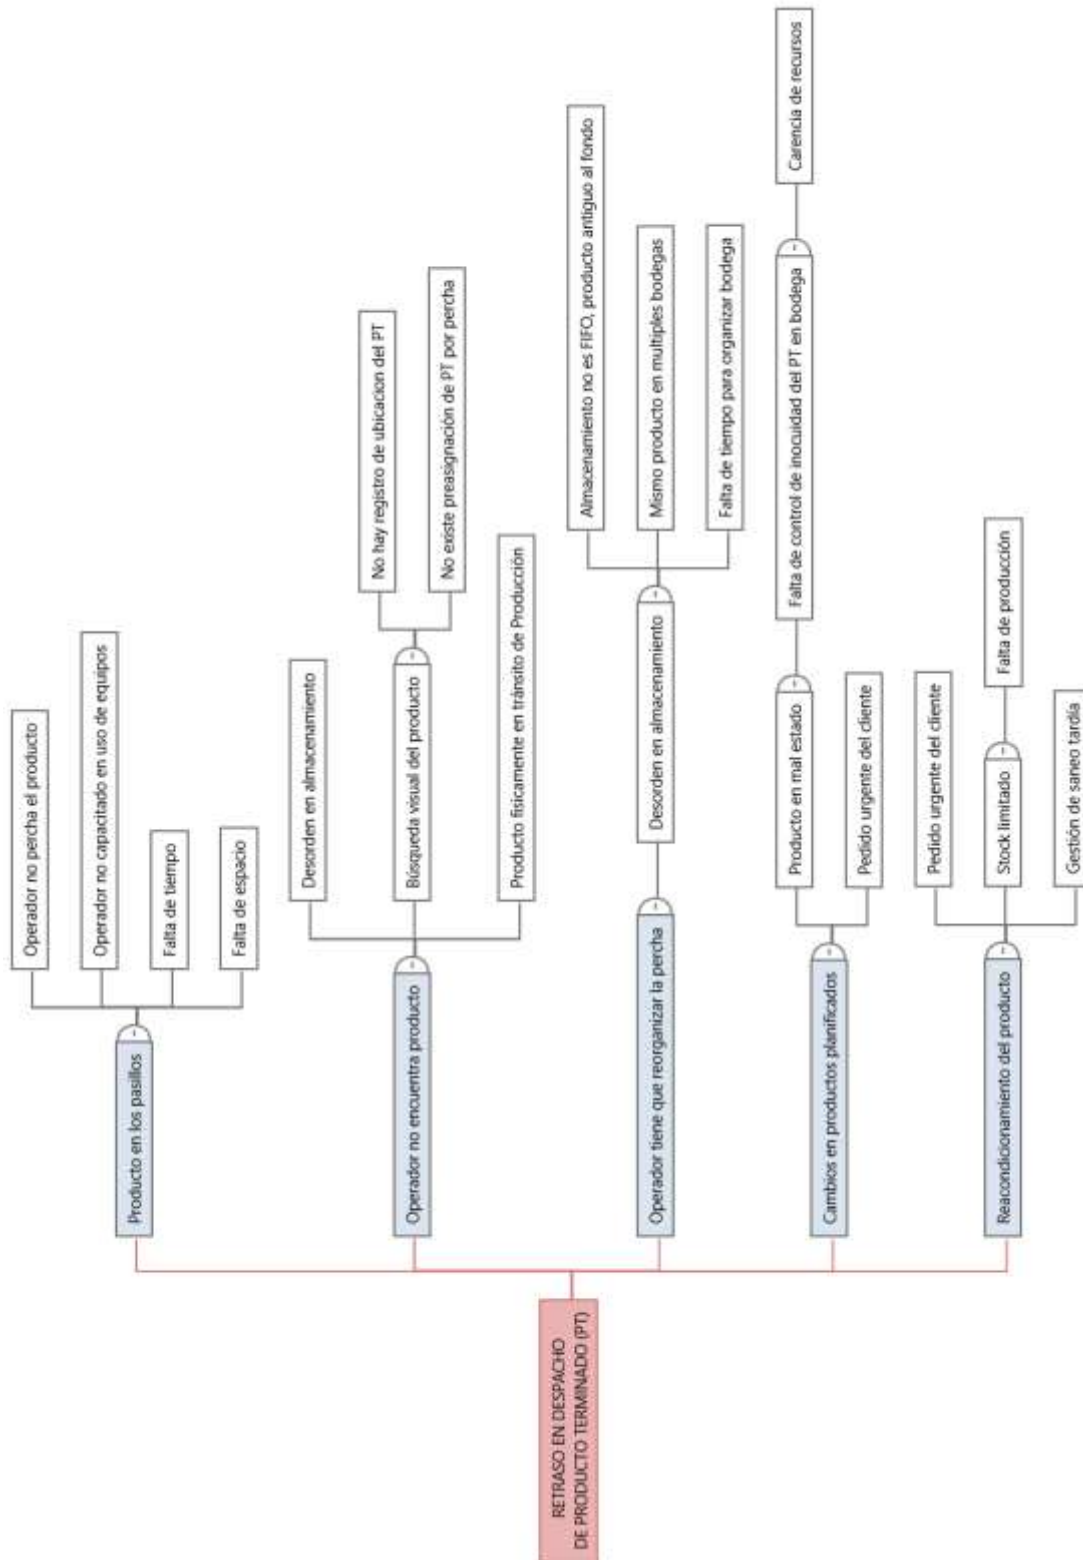 RETRASO EN DESPACHO
DE PRODUCTO TERMINADO (PT)
Producto en los pasillos
Operador no percha el producto
Operador no capacitado en uso de equipos
Falta de tiempo
Falta de espacio
Operador no encuentra producto
Desorden en almacenamiento
Búsqueda visual del producto
No hay registro de ubicacion del PT
No existe preasignación de PT por percha
Producto físicamente en tránsito de Producción
Operador tiene que reorganizar la percha
Desorden en almacenamiento
Almacenamiento no es FIFO, producto antiguo al fondo
Mismo producto en multiples bodegas
Falta de tiempo para organizar bodega
Cambios en productos planificados
Producto en mal estado
Falta de control de inocuidad del PT en bodega
Carencia de recursos
Pedido urgente del cliente
Reacondicionamiento del producto
Pedido urgente del cliente
Stock limitado
Falta de producción
Gestión de saneo tardía